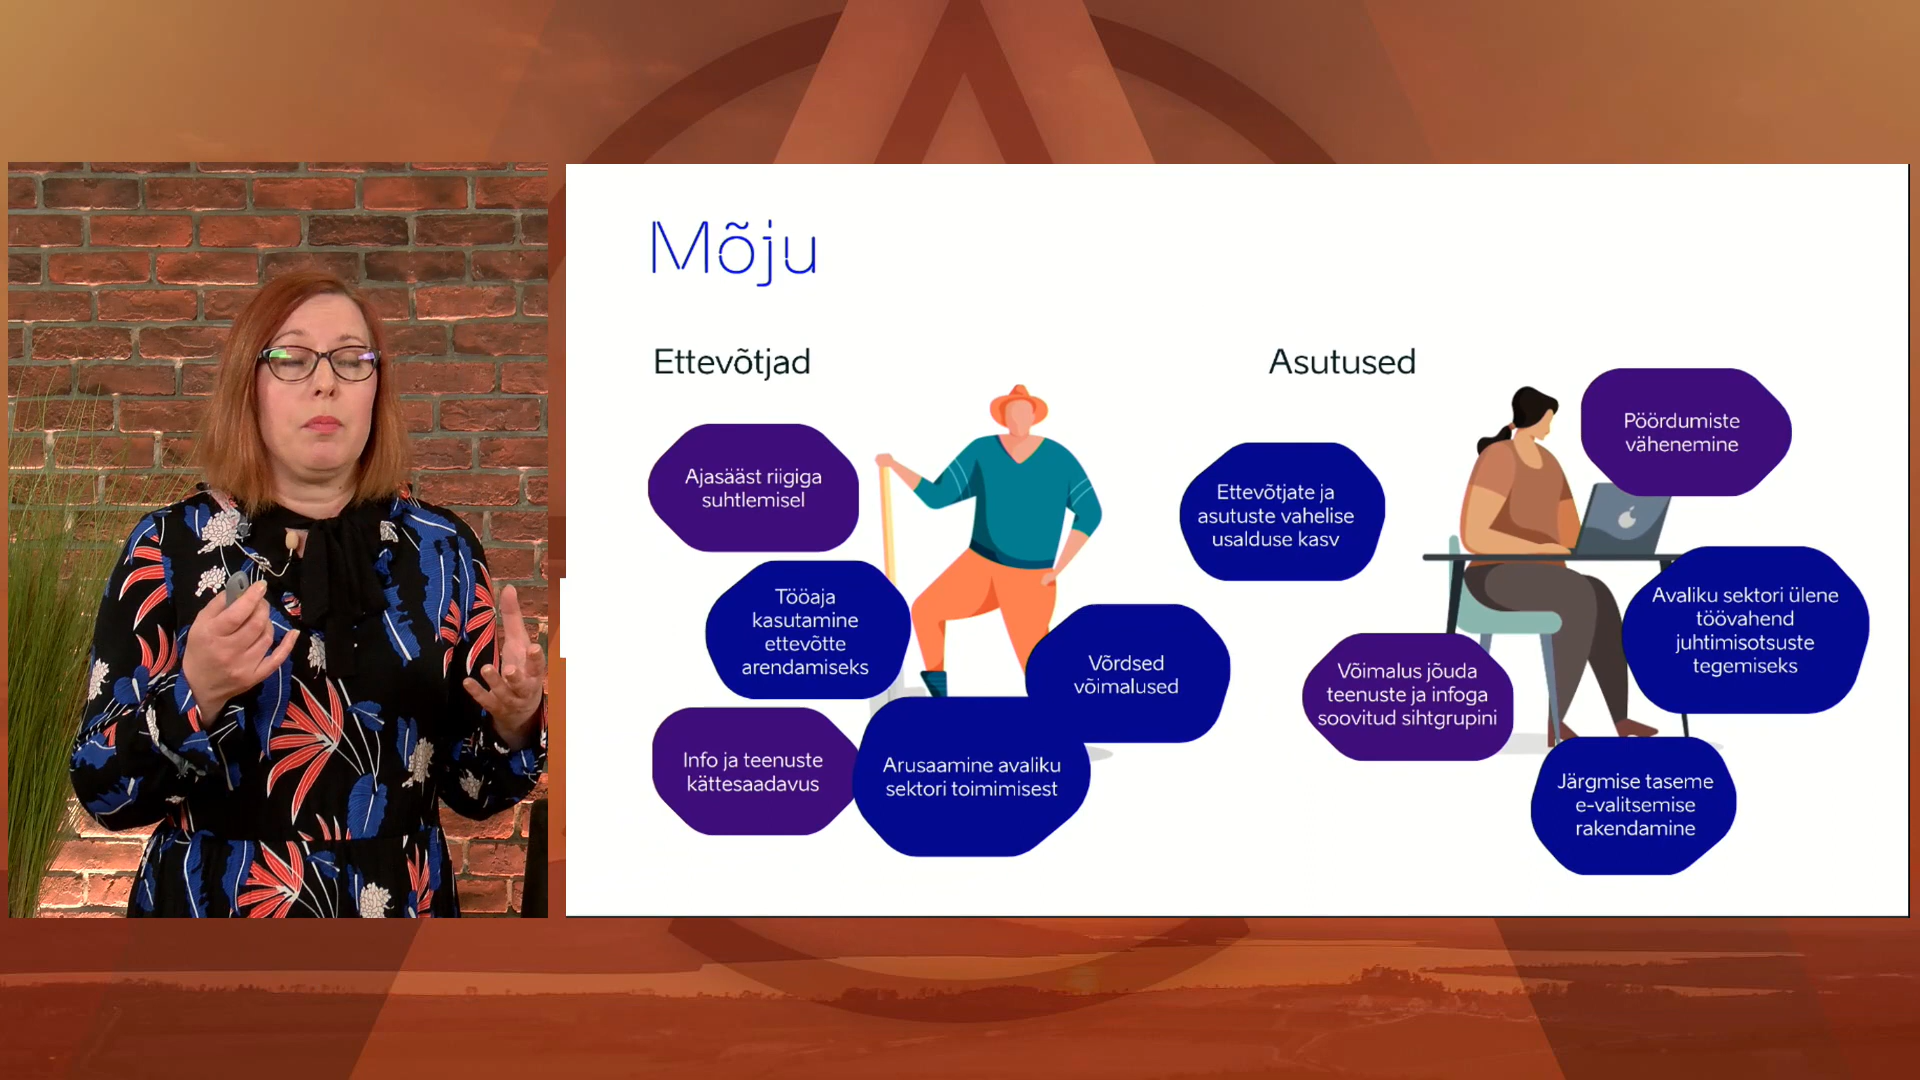 Mõju
Ettevõtjad
Ajasääst riigiga
suhtlemisel
Tööaja
kasutamine
ettevõtte
arendamiseks
Võrdsed
võimalused
Info ja teenuste
kättesaadavus
Arusaamine avaliku
sektori toimimisest
Asutused
Pöördumiste
vähenemine
Ettevõtjate ja
asutuste vahelise
usalduse kasv
Avaliku sektori ülene
töövahend
juhtimisotsuste
tegemiseks
Võimalus jõuda
teenuste ja infoga
soovitud sihtgrupini
Järgmise taseme
e-valitsemise
rakendamine